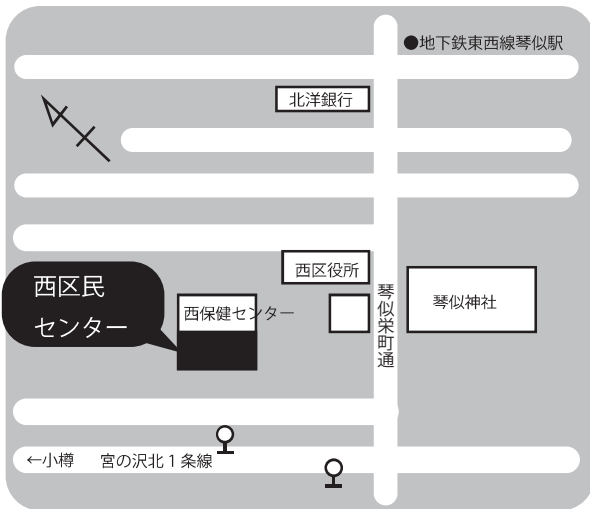 ●地下鉄東西線琴似駅
北洋銀行
西区役所
西区民
センター
西保健センター
琴似神社
琴似栄町通
←小樽
宮の沢北1条線